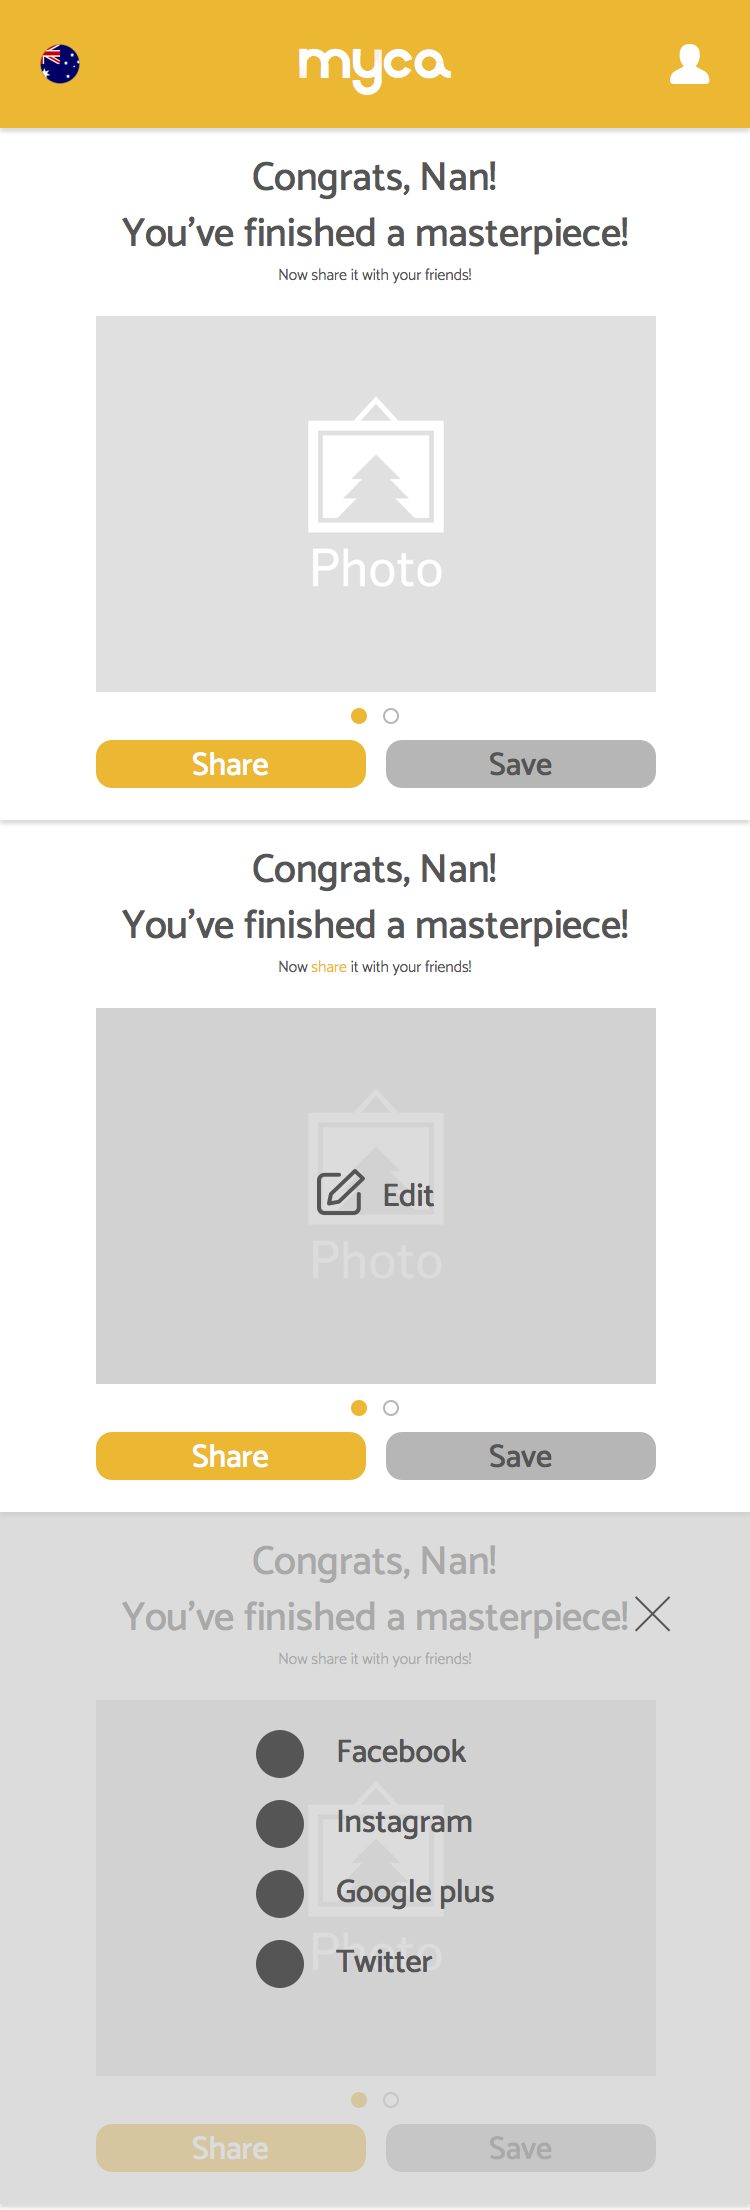 myca
Congrats, Nan!
You’ve finished a masterpiece!
Now share it with your friends!
Photo
Share
Save
Congrats, Nan!
You’ve finished a masterpiece!
Now share it with your friends!
Edit
Photo
Share
Save
Congrats, Nan!
You’ve finished a masterpiece!
Now share it with your friends!
Facebook
Instagram
Google plus
Photo
Twitter
Share
Save